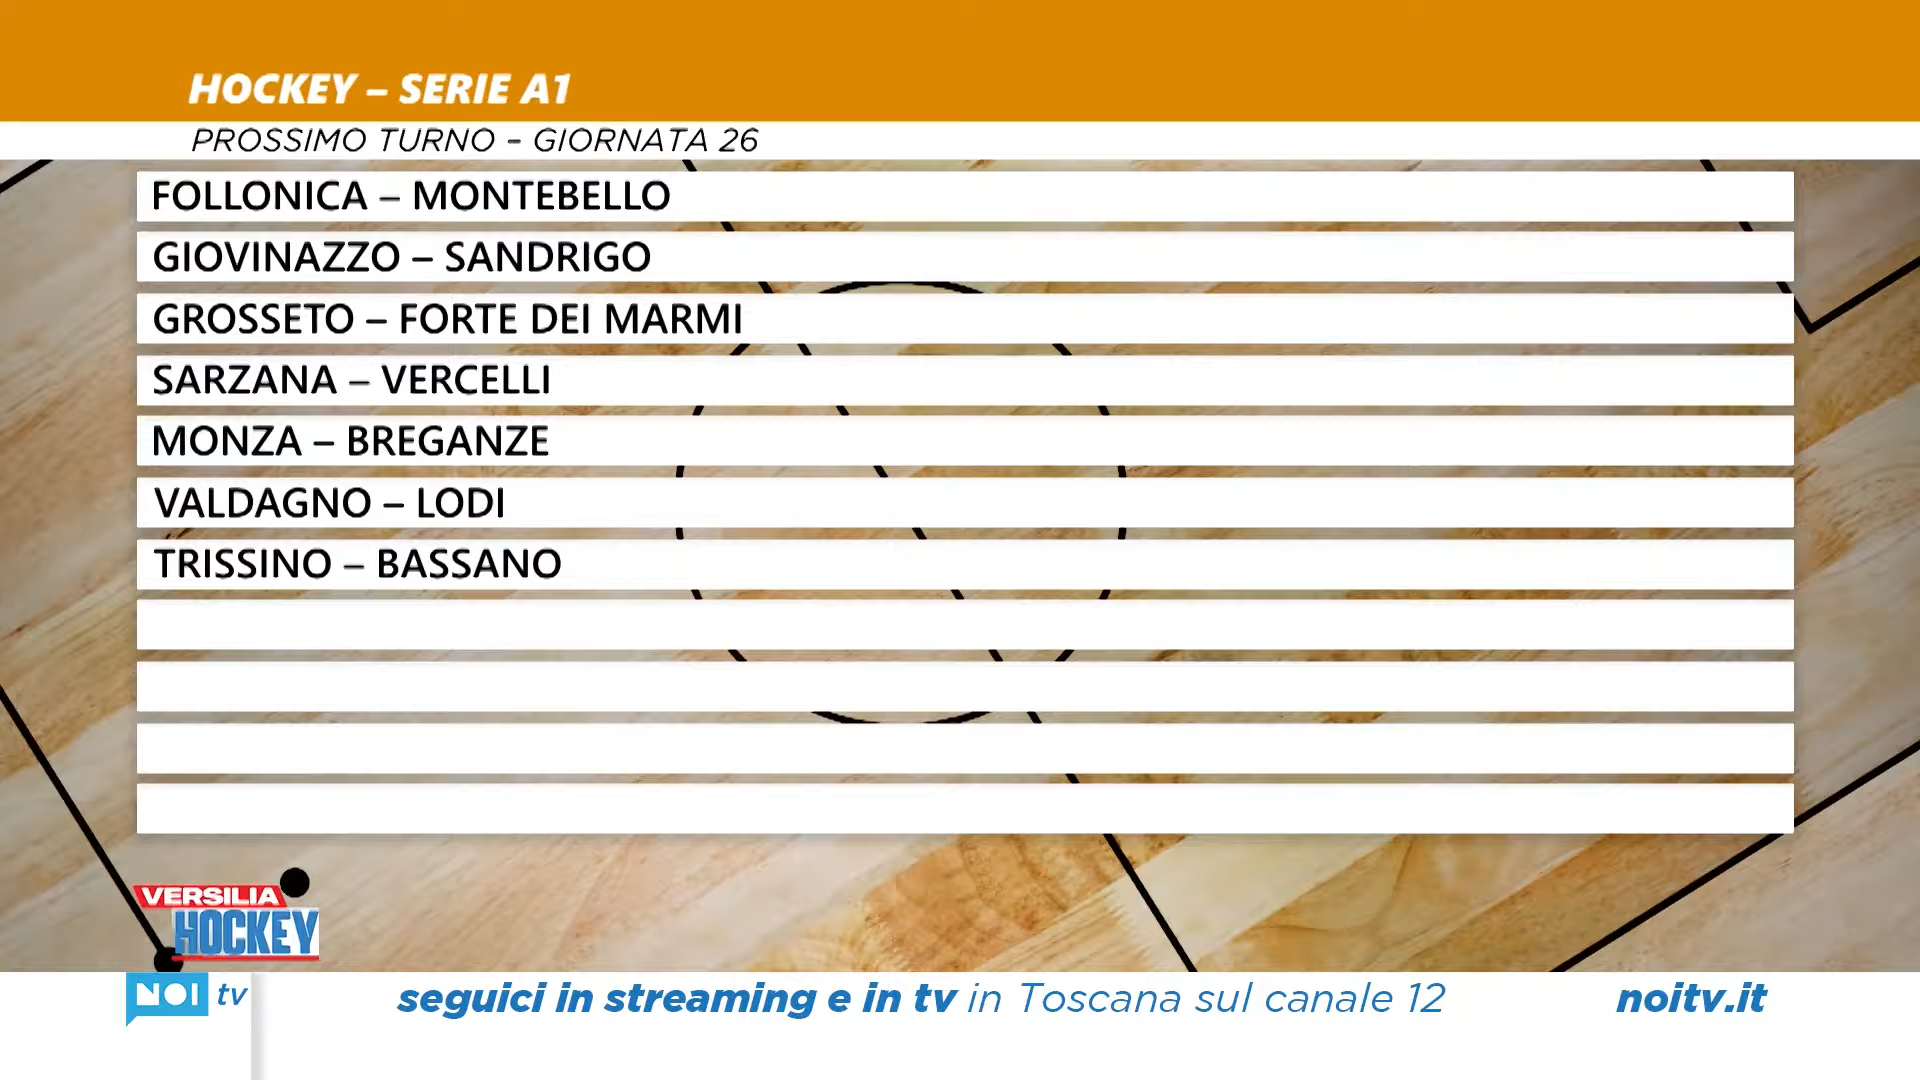 HOCKEY – SERIE A1
PROSSIMO TURNO – GIORNATA 26
FOLLONICA – MONTEBELLO
GIOVINAZZO – SANDRIGO
GROSSETO – FORTE DEI MARMI
SARZANA – VERCELLI
MONZA – BREGANZE
VALDAGNO – LODI
TRISSINO – BASSANO
VERSILIA
HOCKEY
NOI tv
seguici in streaming e in tv in Toscana sul canale 12
noitv.it